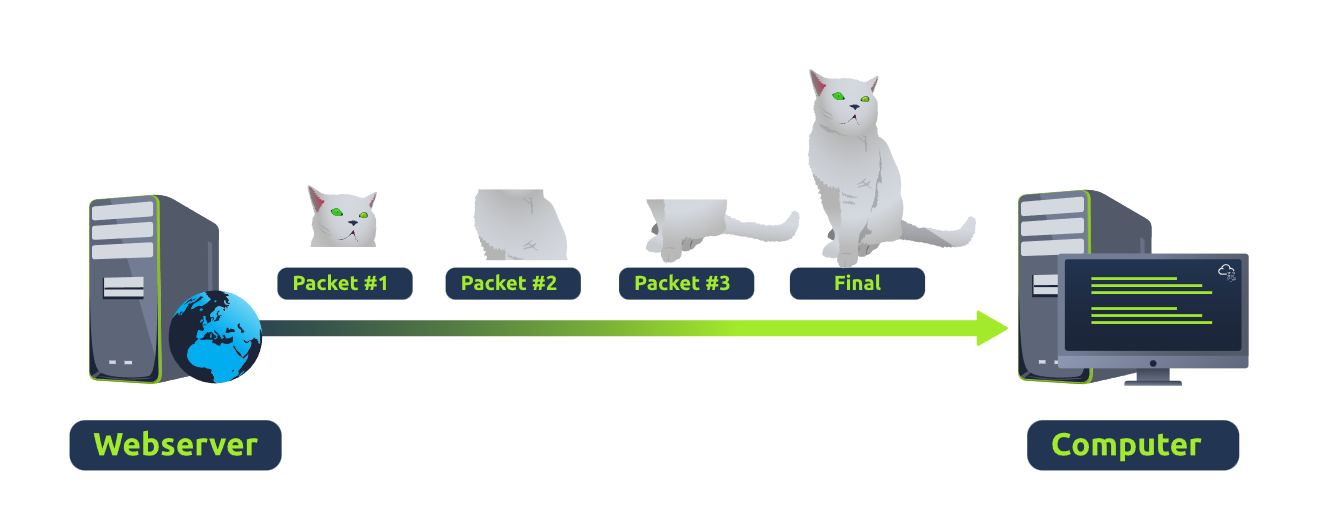 Packet #1
Packet #2
Packet #3
Final
Webserver
Computer